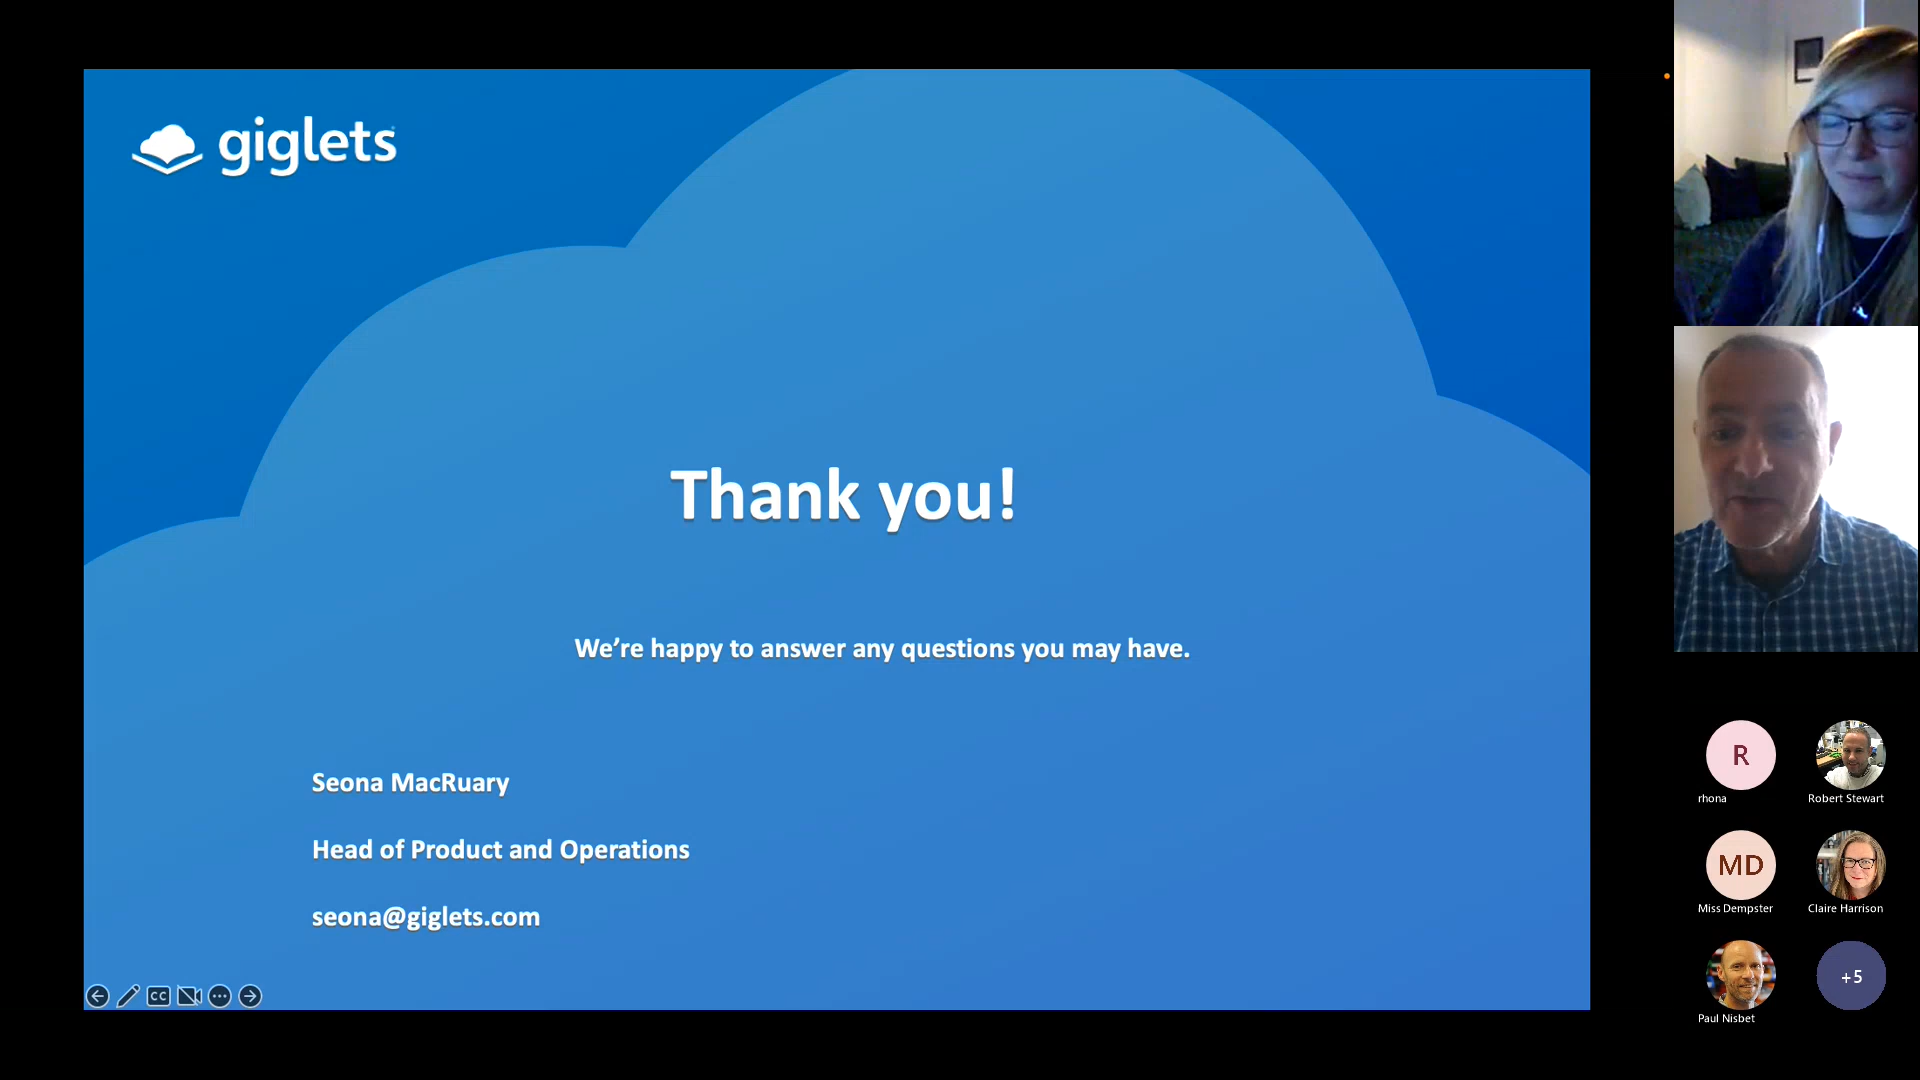 giglets
Thank you!
We’re happy to answer any questions you may have.
Seona MacRuary
Head of Product and Operations
seona@giglets.com
CC
R
rhona
Robert Stewart
MD
Miss Dempster
Claire Harrison
Paul Nisbet
+5